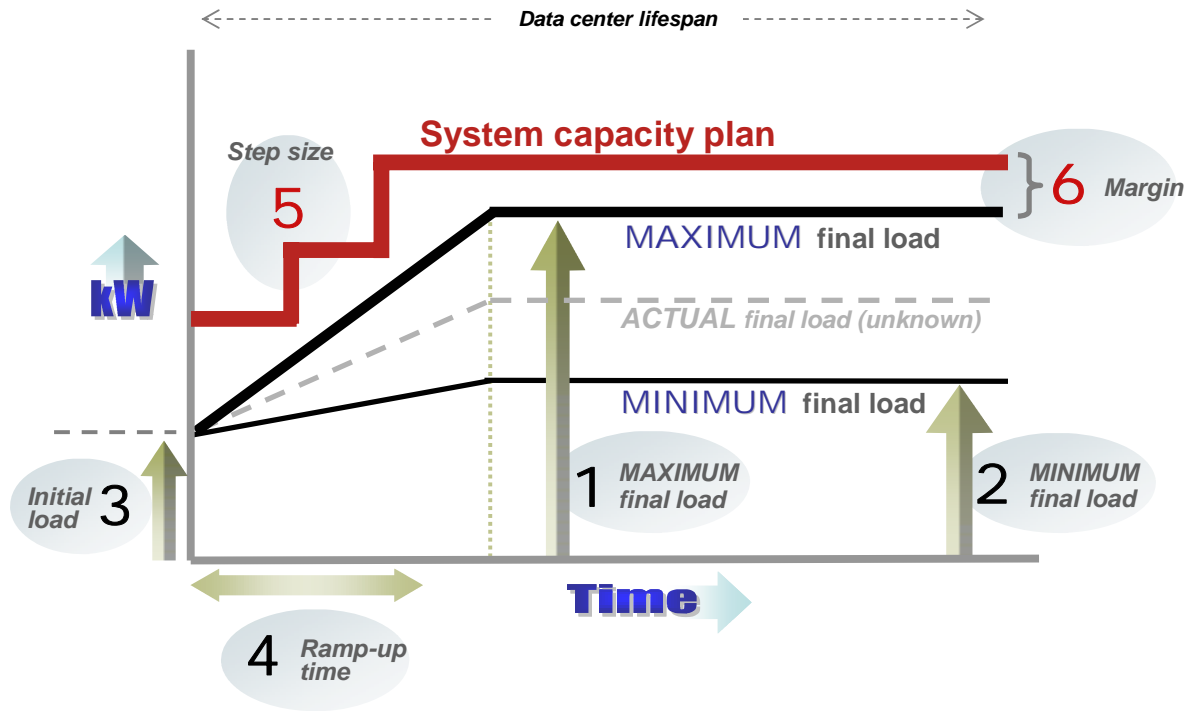 Data center lifespan
System capacity plan
Step size
5
6 Margin
MAXIMUM final load
kW
ACTUAL final load (unknown)
MINIMUM final load
Initial
load
3
1
MAXIMUM
final load
2
MINIMUM
final load
Time
4
Ramp-up
time